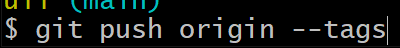 (main)
$ git push origin --tags